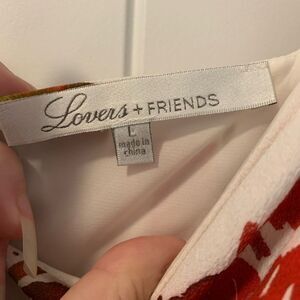 Lovers + FRIENDS
L
made in
china